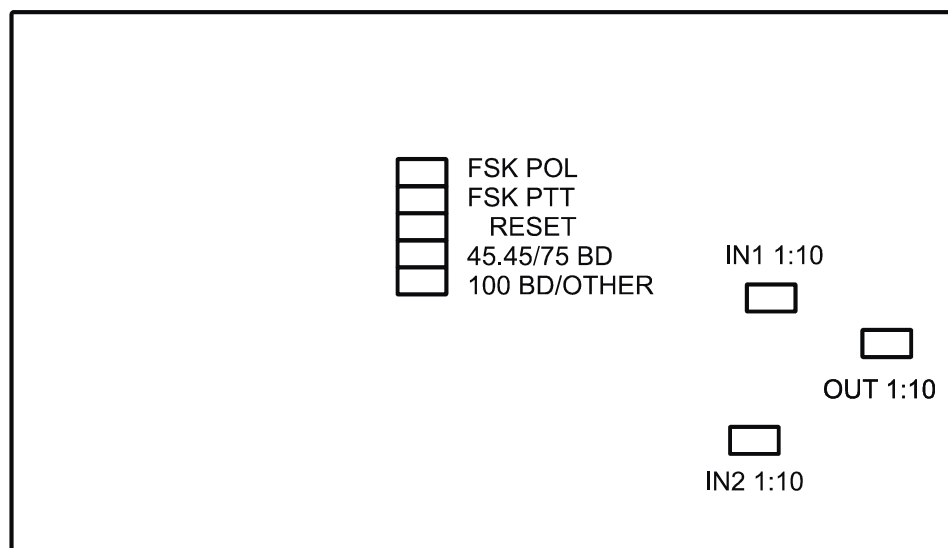 FSK POL
FSK PTT
RESET
45.45/75 BD
100 BD/OTHER
IN1 1:10
OUT 1:10
IN2 1:10